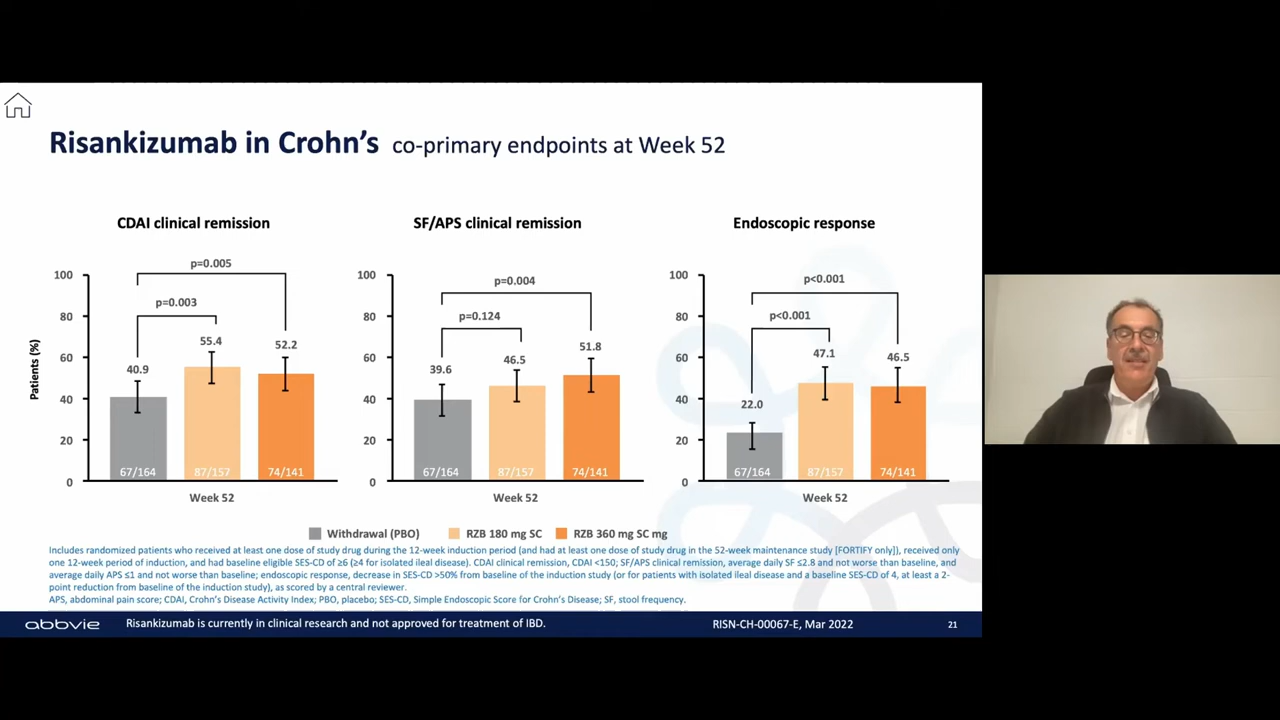 Risankizumab in Crohn's co-primary endpoints at Week 52
CDAI clinical remission
SF/APS clinical remission
Endoscopic response
Patients (%)
100
80
60
40
20
0
p=0.005
p=0.003
40.9
55.4
52.2
67/164
87/157
74/141
Week 52
100
80
60
40
20
0
p=0.004
p=0.124
39.6
46.5
51.8
67/164
87/157
74/141
Week 52
100
80
60
40
20
0
p<0.001
p<0.001
22.0
47.1
46.5
67/164
87/157
74/141
Week 52
Withdrawal (PBO)
RZB 180 mg SC
RZB 360 mg SC mg
Includes randomized patients who received at least one dose of study drug during the 12-week induction period (and had at least one dose of study drug in the 52-week maintenance study [FORTIFY only]), received only
one 12-week period of induction, and had baseline eligible SES-CD of ≥6 (≥4 for isolated ileal disease). CDAI clinical remission, CDAI <150; SF/APS clinical remission, average daily SF ≤2.8 and not worse than baseline, and
average daily APS ≤1 and not worse than baseline; endoscopic response, decrease in SES-CD >50% from baseline of the induction study (or for patients with isolated ileal disease and a baseline SES-CD of 4, at least a 2-
point reduction from baseline of the induction study), as scored by a central reviewer.
APS, abdominal pain score; CDAI, Crohn's Disease Activity Index; PBO, placebo; SES-CD, Simple Endoscopic Score for Crohn's Disease; SF, stool frequency.
abbvie
Risankizumab is currently in clinical research and not approved for treatment of IBD.
RISN-CH-00067-E, Mar 2022
21